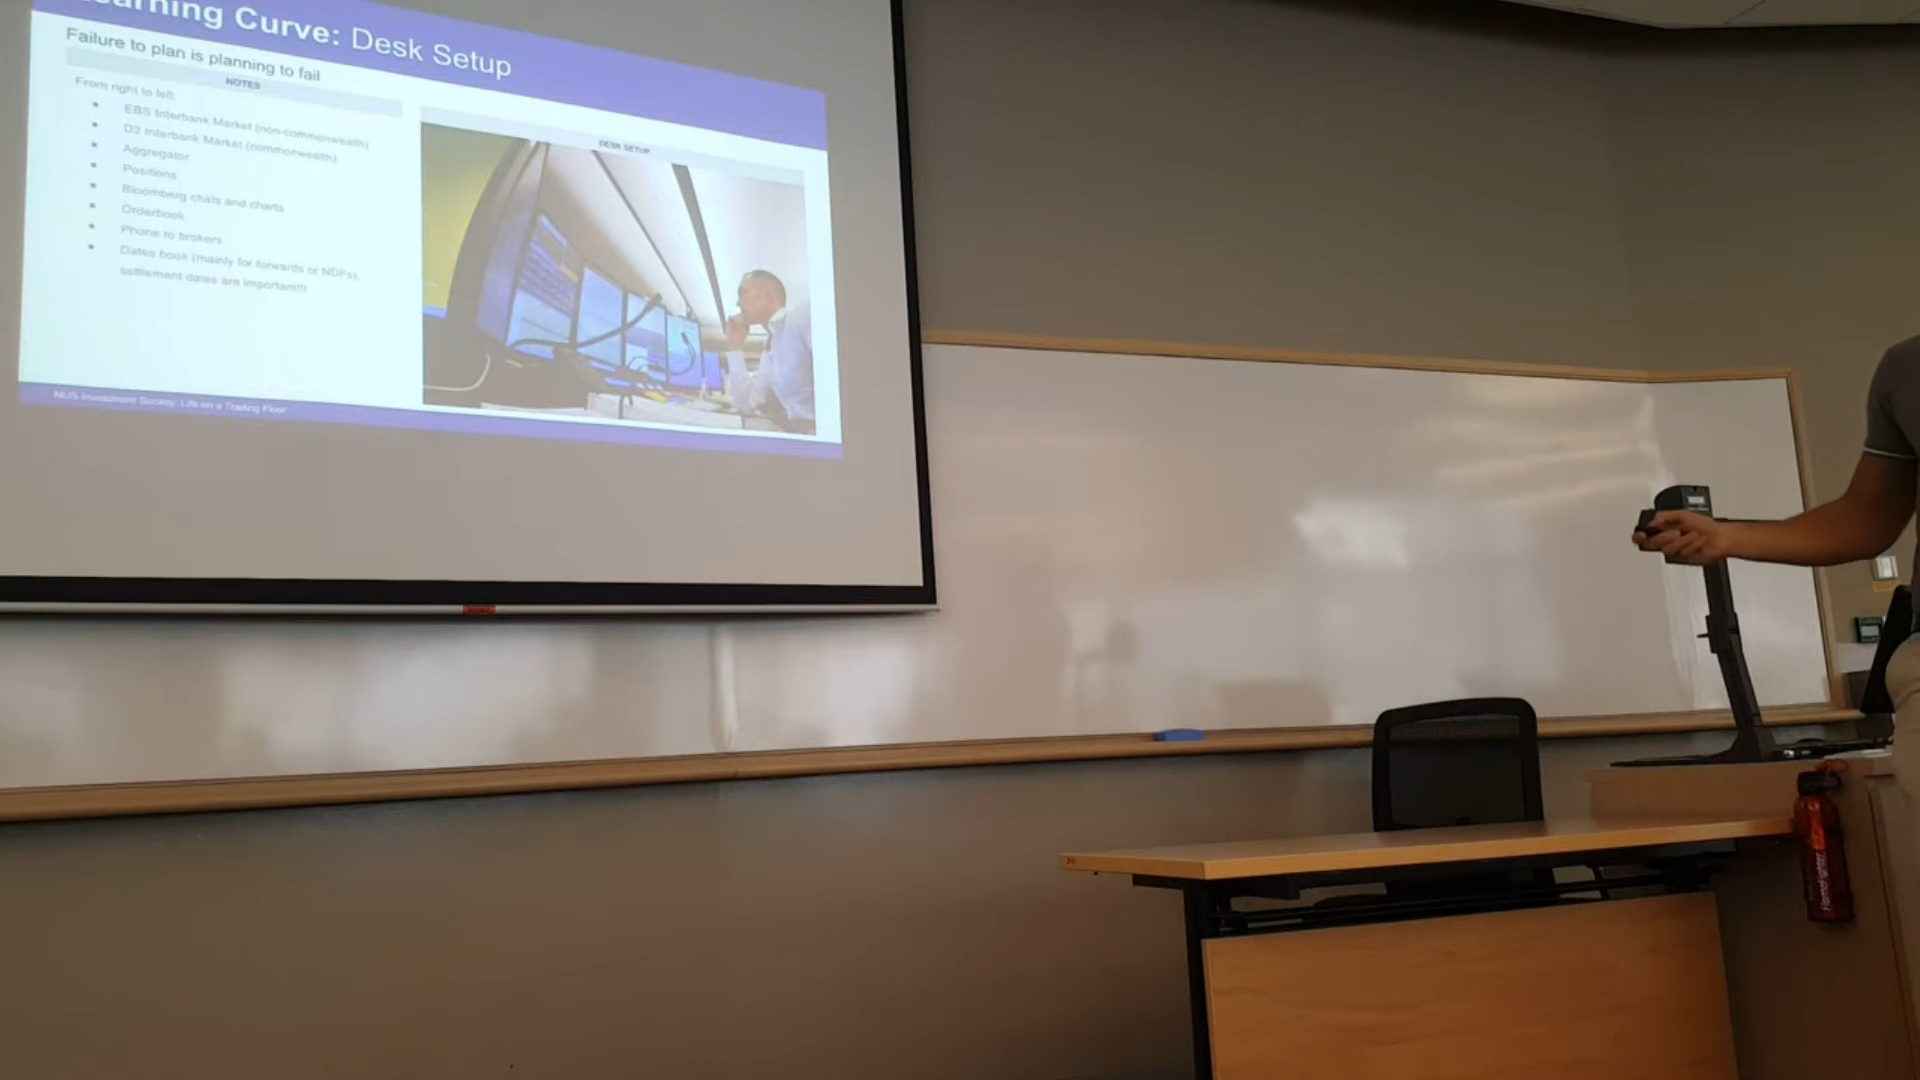 Learning Curve: Desk Setup
Failure to plan is planning to fail
NOTES
From right to left:
EBS Interbank Market (non-commonwealth)
D2 Interbank Market (commonwealth)
Aggregator
Positions
Bloomberg chats and charts
Orderbook
Phone to brokers
Dates book (mainly for forwards or NDFs),
settlement dates are important!!!
DESK SETUP
NUS Investment Society: Life on a Trading Floor